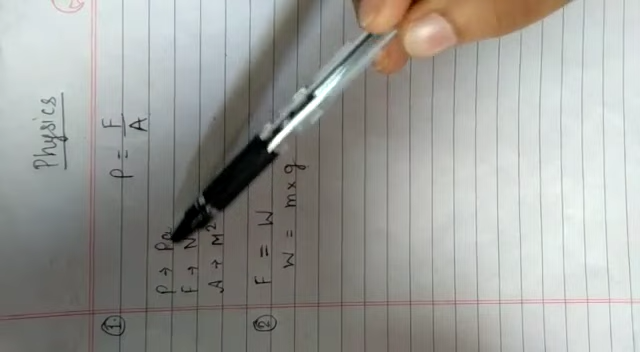 Physics
① P = F/A
P → Pa
F → N
A → M²
② F = W
W = m × g